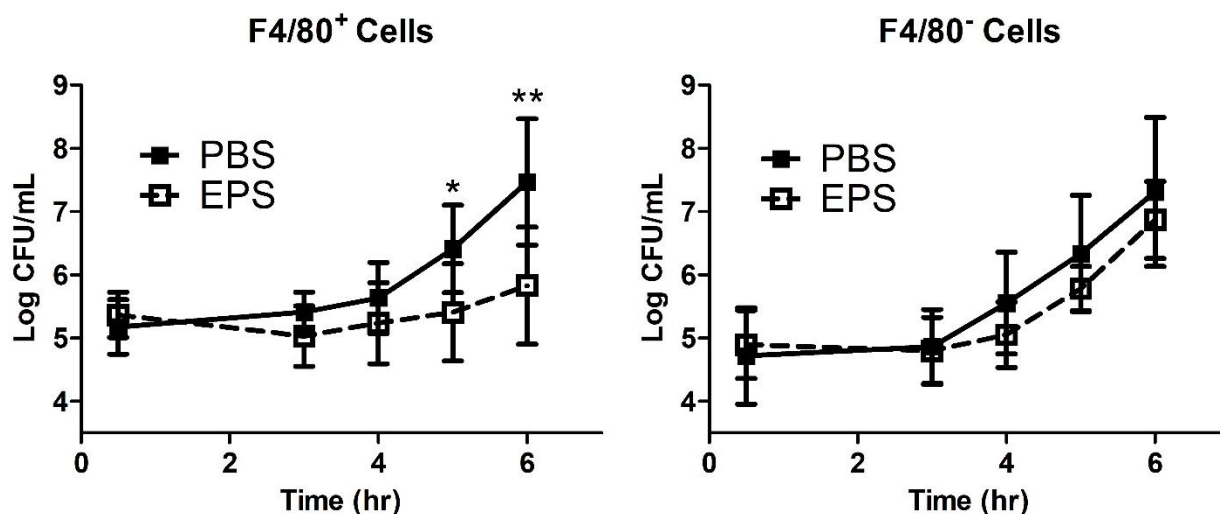 F4/80⁺ Cells
9
8
7
6
5
4
Log CFU/mL
PBS
EPS
*
**
0
2
4
6
Time (hr)
F4/80⁻ Cells
9
8
7
6
5
4
Log CFU/mL
PBS
EPS
0
2
4
6
Time (hr)